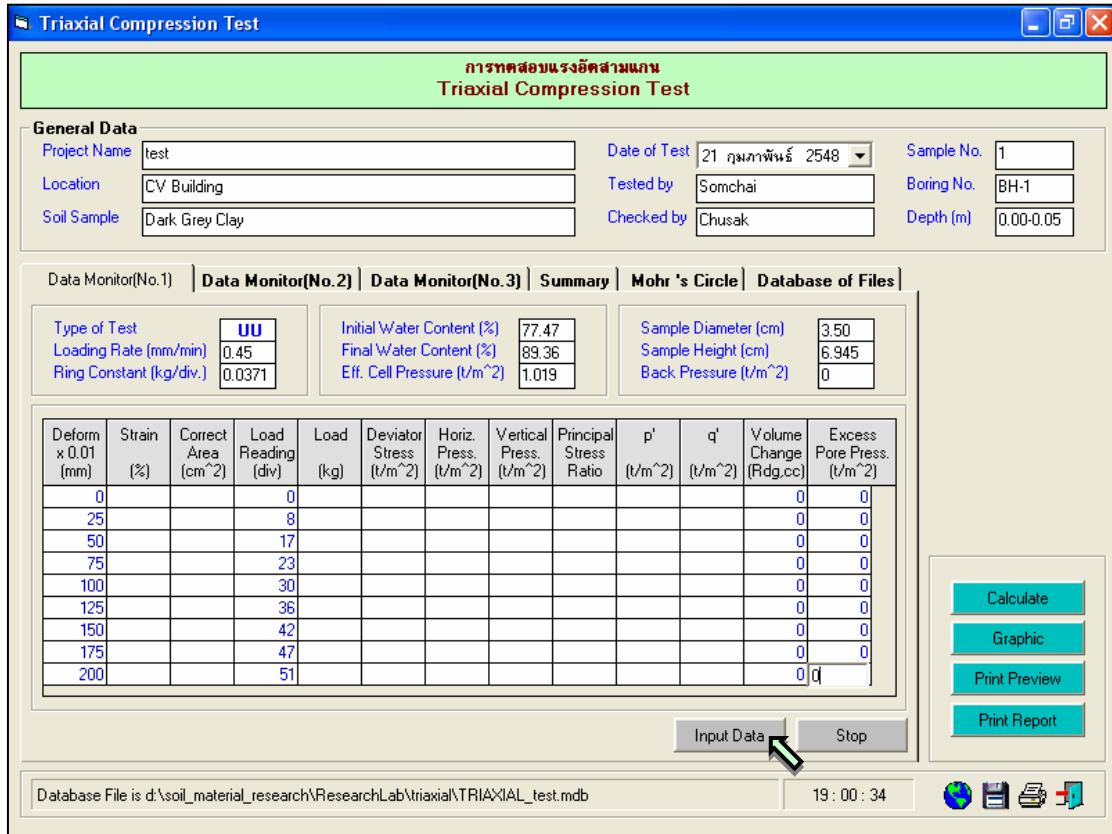 Triaxial Compression Test
การทดสอบแรงอัดสามแกน
Triaxial Compression Test
General Data
Project Name test Date of Test 21 กุมภาพันธ์ 2548 Sample No. 1
Location CV Building Tested by Somchai Boring No. BH-1
Soil Sample Dark Grey Clay Checked by Chusak Depth (m) 0.00-0.05
Data Monitor(No.1) Data Monitor(No.2) Data Monitor(No.3) Summary Mohr 's Circle Database of Files
Type of Test UU Initial Water Content (%) 77.47 Sample Diameter (cm) 3.50
Loading Rate (mm/min) 0.45 Final Water Content (%) 89.36 Sample Height (cm) 6.945
Ring Constant (kg/div.) 0.0371 Eff. Cell Pressure (t/m^2) 1.019 Back Pressure (t/m^2) 0
Deform Strain Correct Load Load Deviator Horiz. Vertical Principal p' q' Volume Excess
x 0.01 Area Reading Stress Press. Press. Stress Change Pore Press.
(mm) (%) (cm^2) (div) (kg) (t/m^2) (t/m^2) (t/m^2) Ratio (t/m^2) (t/m^2) (Rdg,cc) (t/m^2)
0 0 0 0
25 8 0 0
50 17 0 0
75 23 0 0
100 30 0 0
125 36 0 0
150 42 0 0
175 47 0 0
200 51 0 0
Calculate
Graphic
Print Preview
Print Report
Input Data Stop
Database File is d:\soil_material_research\ResearchLab\triaxial\TRIAXIAL_test.mdb 19 : 00 : 34